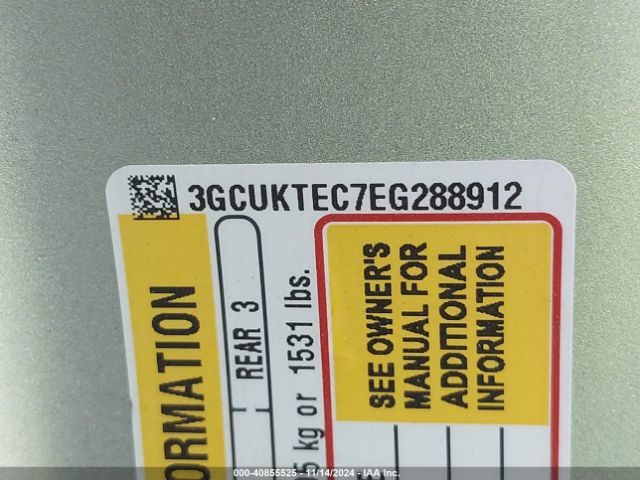 3GCUKTEC7EG288912
ORMATION
REAR 3
5 kg or 1531 lbs.
SEE OWNER'S
MANUAL FOR
ADDITIONAL
INFORMATION
000-40855525 - 11/14/2024 - IAA Inc.